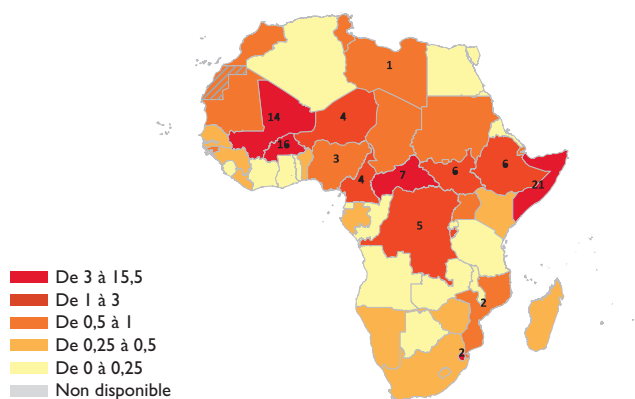 1
14
4
16
3
4
7
6
6
21
5
2
2
De 3 à 15,5
De 1 à 3
De 0,5 à 1
De 0,25 à 0,5
De 0 à 0,25
Non disponible